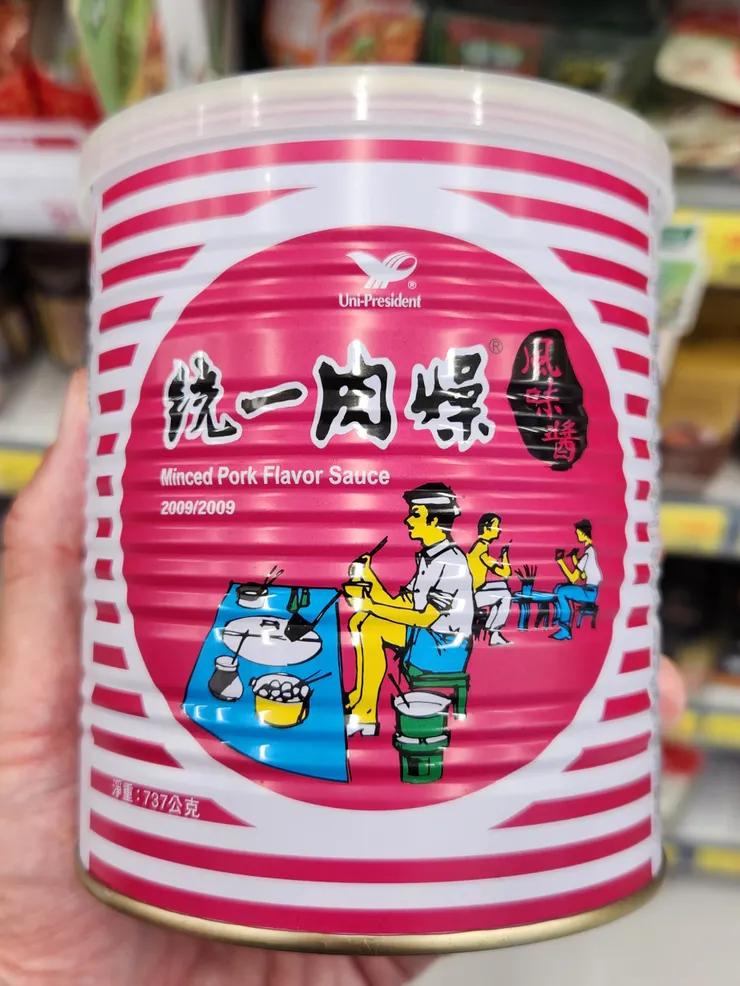 Uni-President®
統一肉燥®
風味醬
Minced Pork Flavor Sauce
2009/2009
淨重：737公克